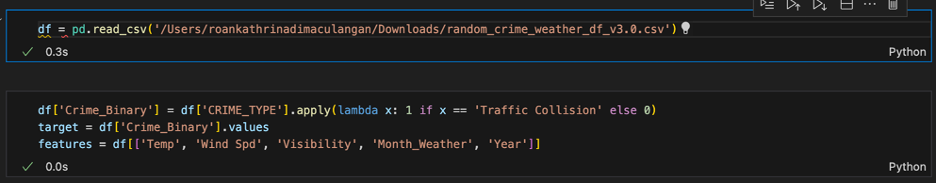 df = pd.read_csv('/Users/roankathrinadimaculangan/Downloads/random_crime_weather_df_v3.0.csv')
0.3s
Python
df['Crime_Binary'] = df['CRIME_TYPE'].apply(lambda x: 1 if x == 'Traffic Collision' else 0)
target = df['Crime_Binary'].values
features = df[['Temp', 'Wind Spd', 'Visibility', 'Month_Weather', 'Year']]
0.0s
Python